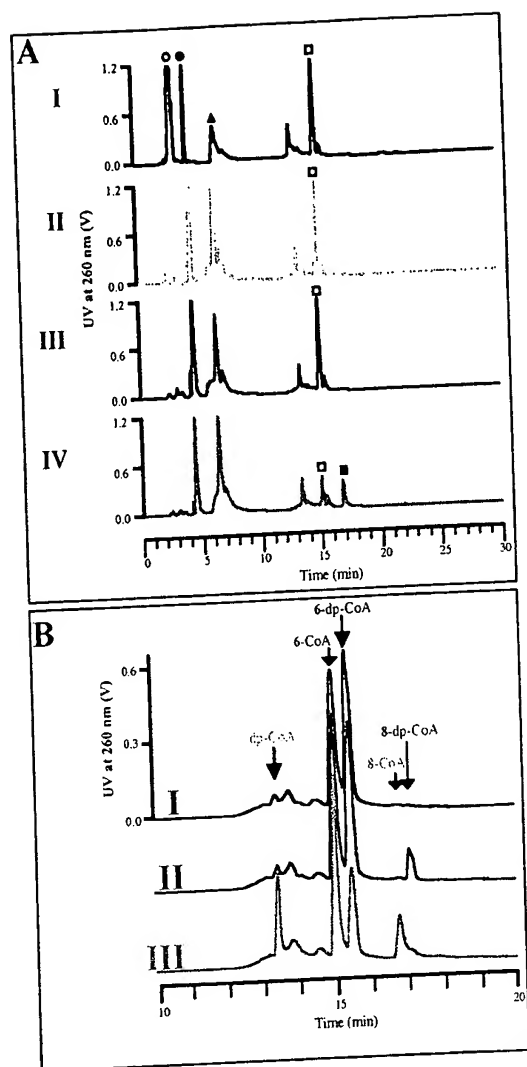 A
I
1.2
0.6
0.0
II
1.2
0.6
0.0
UV at 260 nm (V)
III
1.2
0.6
0.0
IV
1.2
0.6
0.0
0 5 10 15 20 25 30
Time (min)
B
6-dp-CoA
6-CoA
0.6
dp-CoA
8-dp-CoA
8-CoA
0.3
UV at 260 nm (V)
0.0
I
II
III
10 15 20
Time (min)